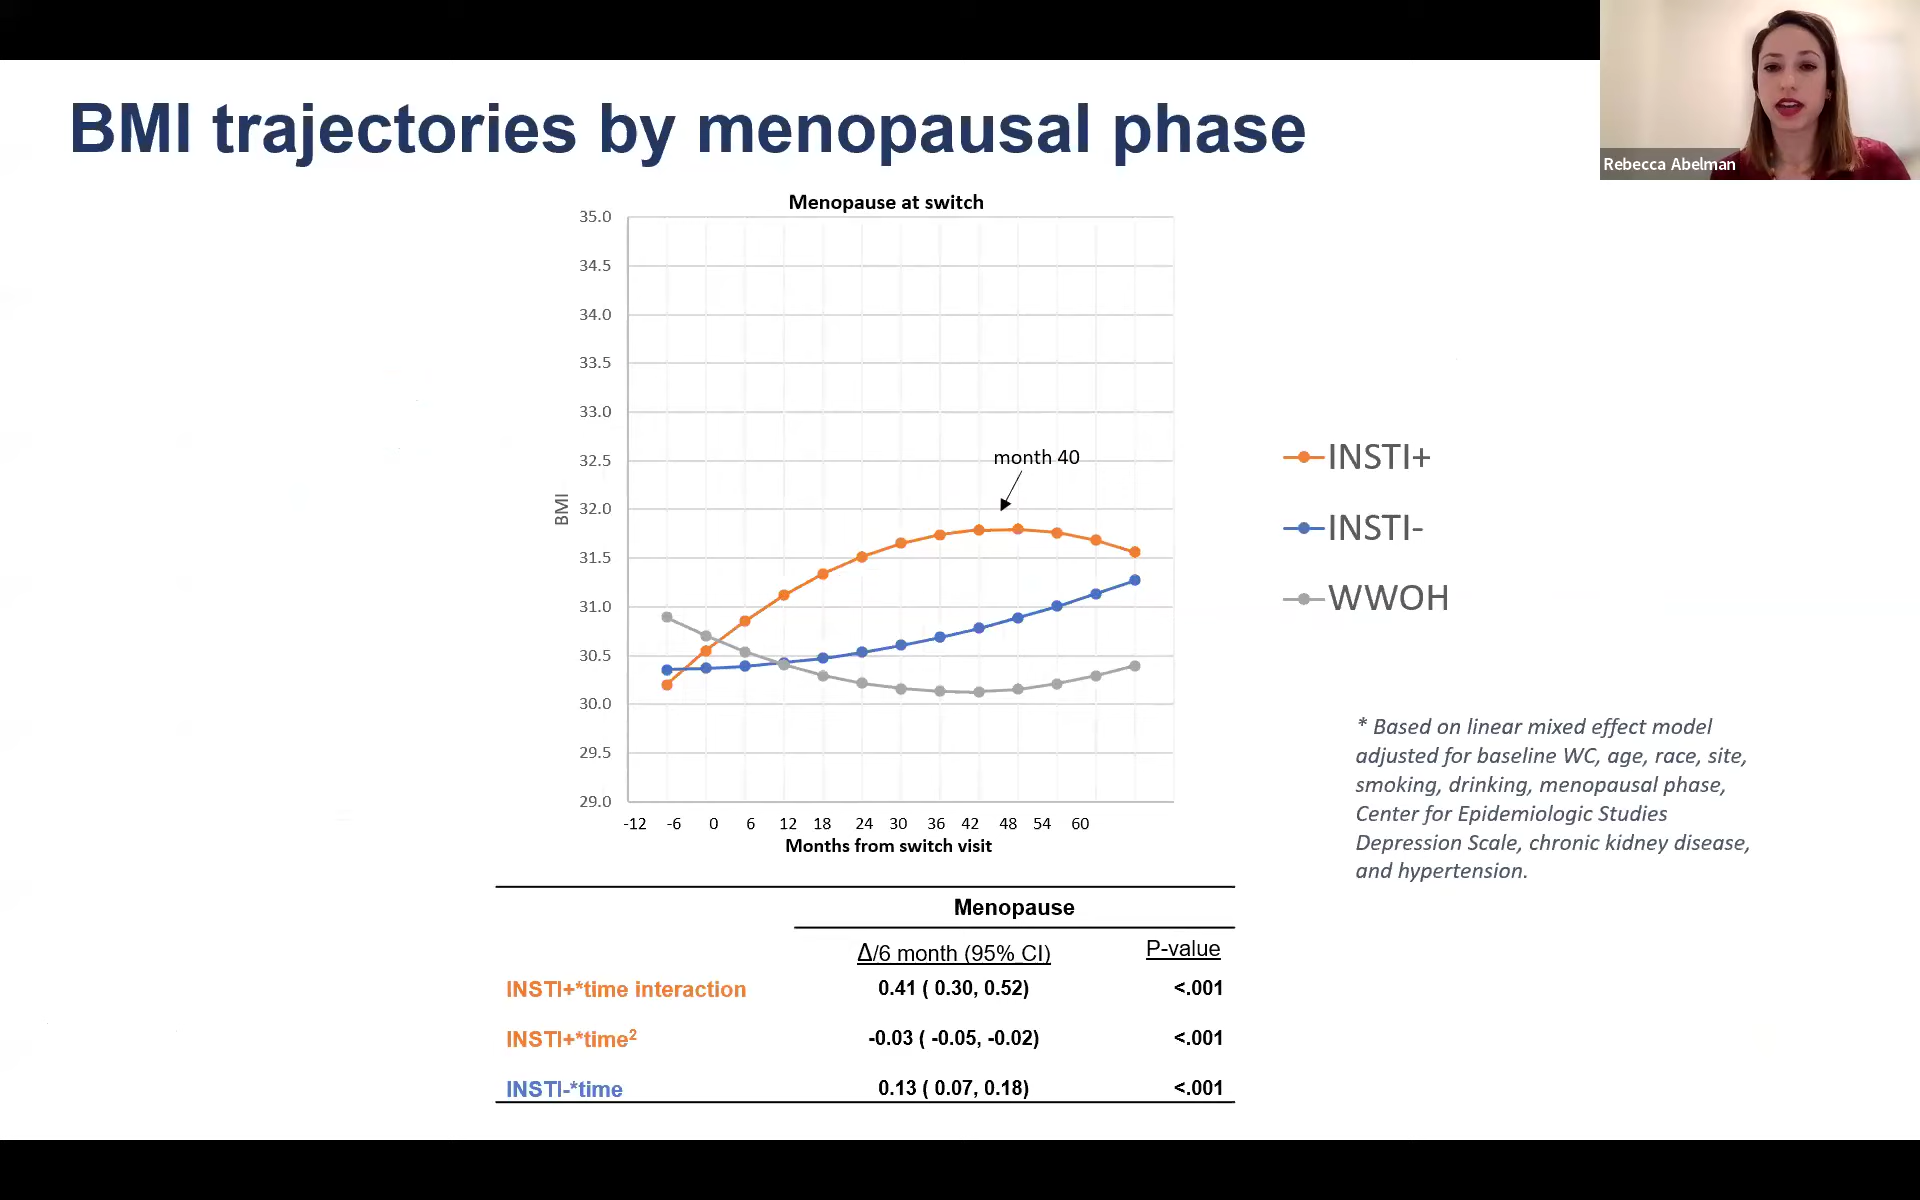 BMI trajectories by menopausal phase
Rebecca Abelman
Menopause at switch
35.0
34.5
34.0
33.5
33.0
32.5
32.0
31.5
31.0
30.5
30.0
29.5
29.0
BMI
month 40
-12 -6 0 6 12 18 24 30 36 42 48 54 60
Months from switch visit
INSTI+
INSTI-
WWOH
* Based on linear mixed effect model
adjusted for baseline WC, age, race, site,
smoking, drinking, menopausal phase,
Center for Epidemiologic Studies
Depression Scale, chronic kidney disease,
and hypertension.
Menopause
Δ/6 month (95% CI) P-value
INSTI+*time interaction 0.41 ( 0.30, 0.52) <.001
INSTI+*time² -0.03 ( -0.05, -0.02) <.001
INSTI-*time 0.13 ( 0.07, 0.18) <.001